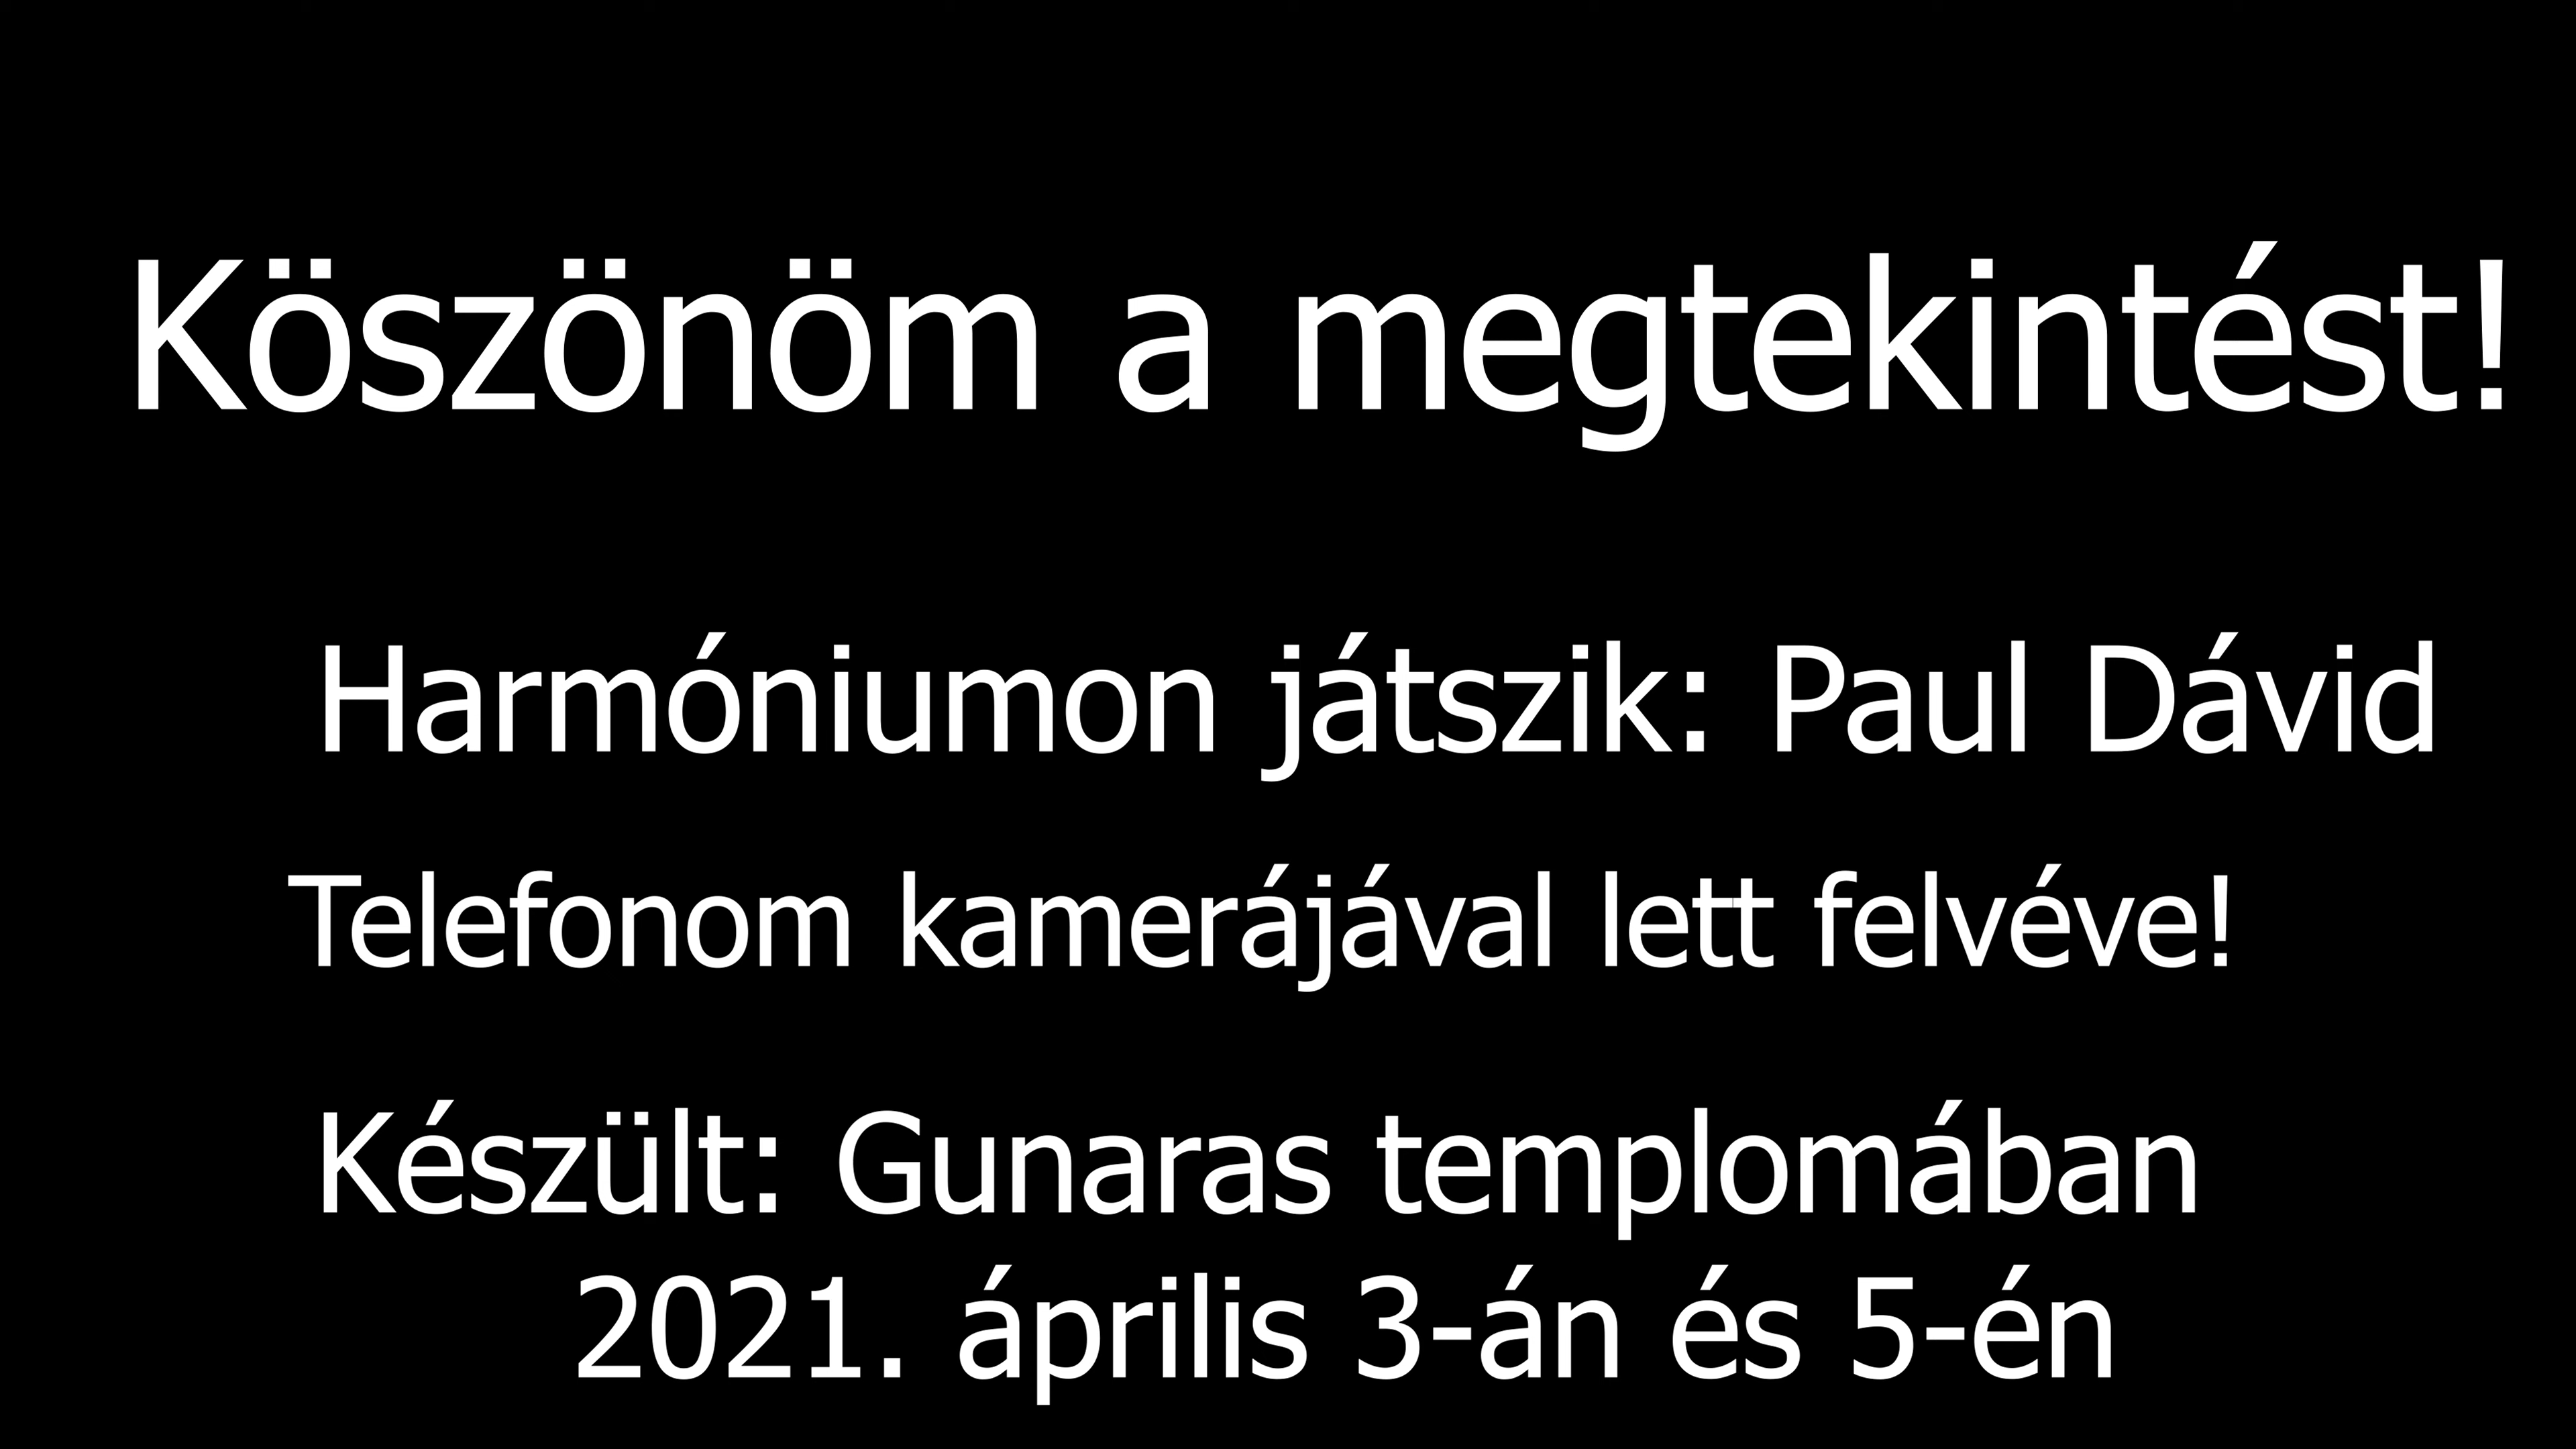 Köszönöm a megtekintést!
Harmóniumon játszik: Paul Dávid
Telefonom kamerájával lett felvéve!
Készült: Gunaras templomában
2021. április 3-án és 5-én